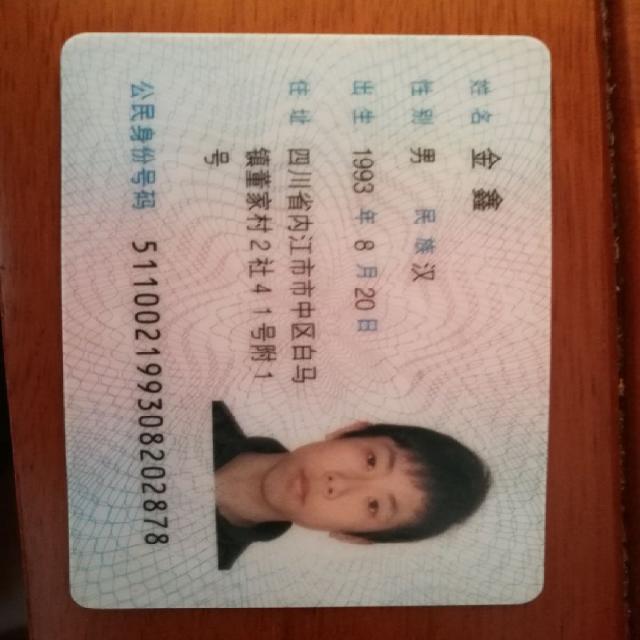 姓名 金鑫
性别 男 民族 汉
出生 1993 年 8 月 20 日
住址 四川省内江市市中区白马
镇董家村2社41号附1
号
公民身份号码 511002199308202878